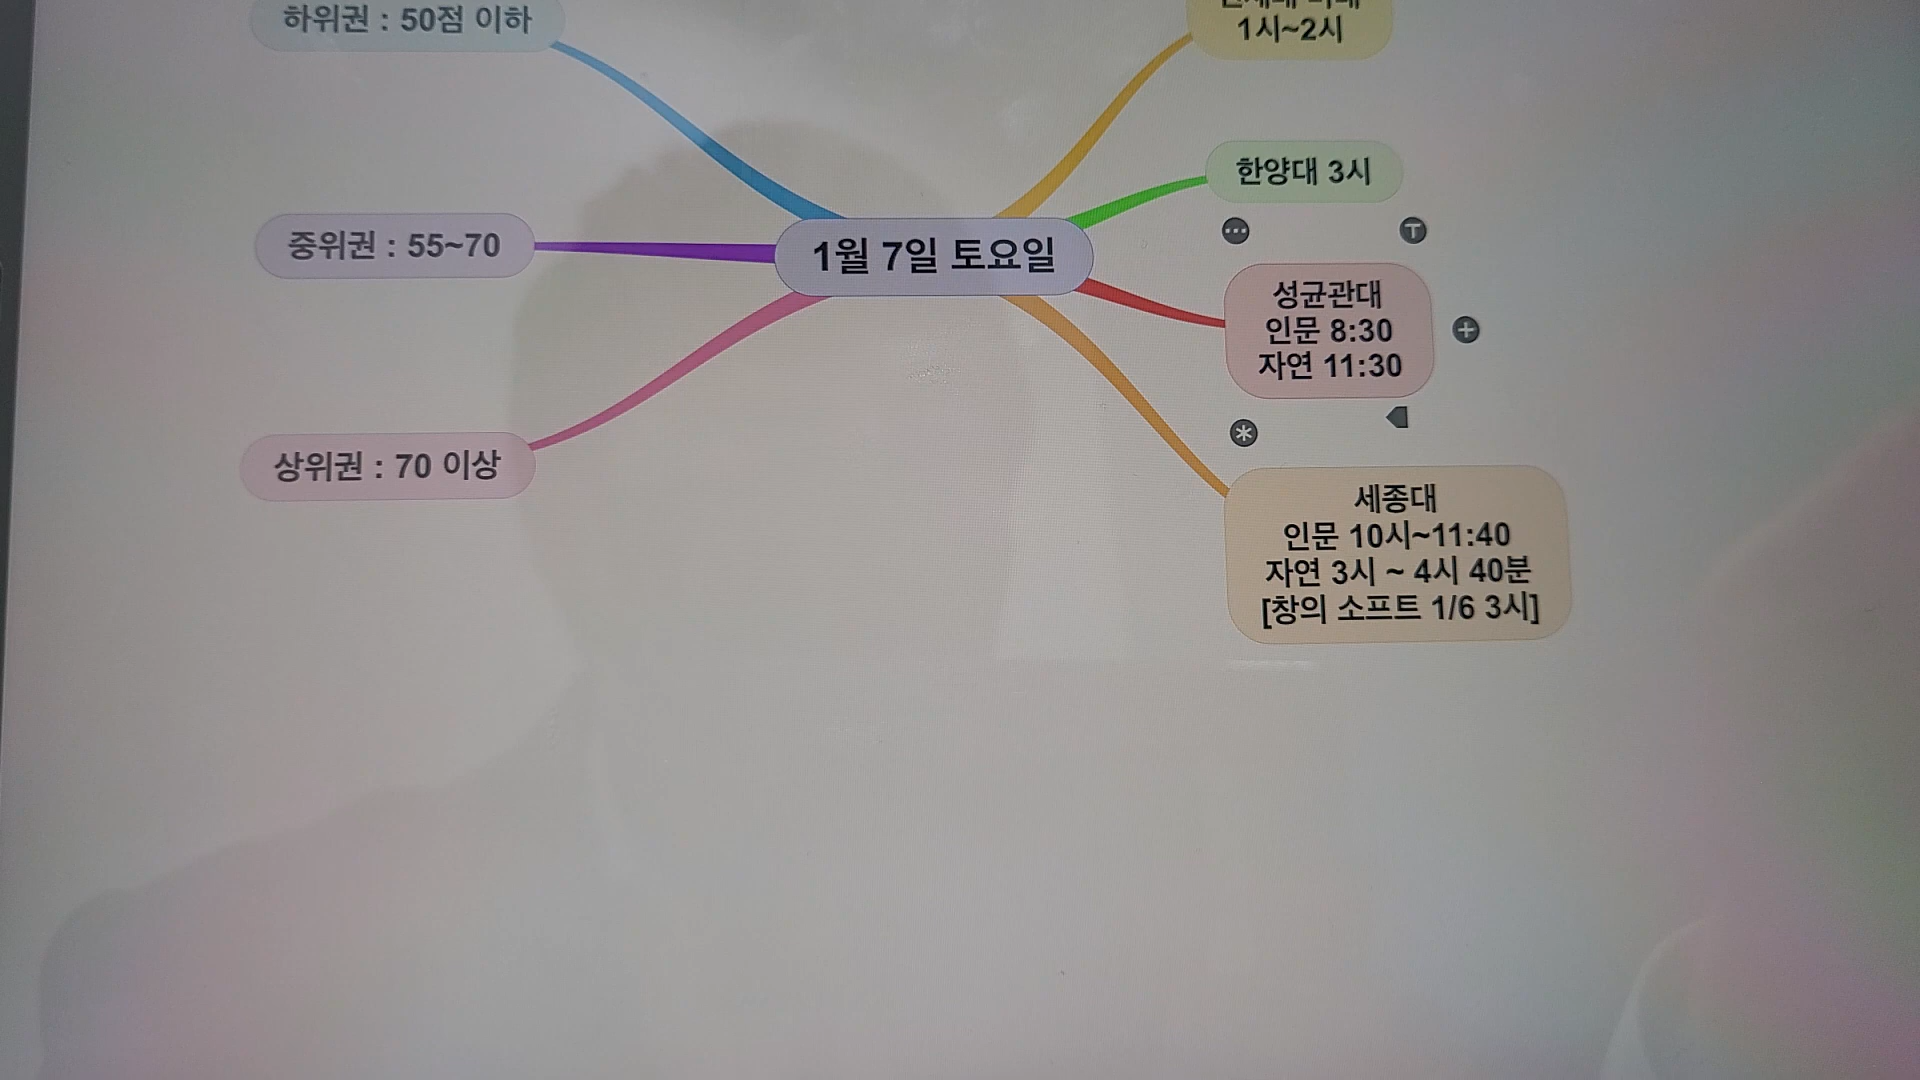 하위권 : 50점 이하
중위권 : 55~70
상위권 : 70 이상
1월 7일 토요일
1시~2시
한양대 3시
성균관대
인문 8:30
자연 11:30
세종대
인문 10시~11:40
자연 3시 ~ 4시 40분
[창의 소프트 1/6 3시]